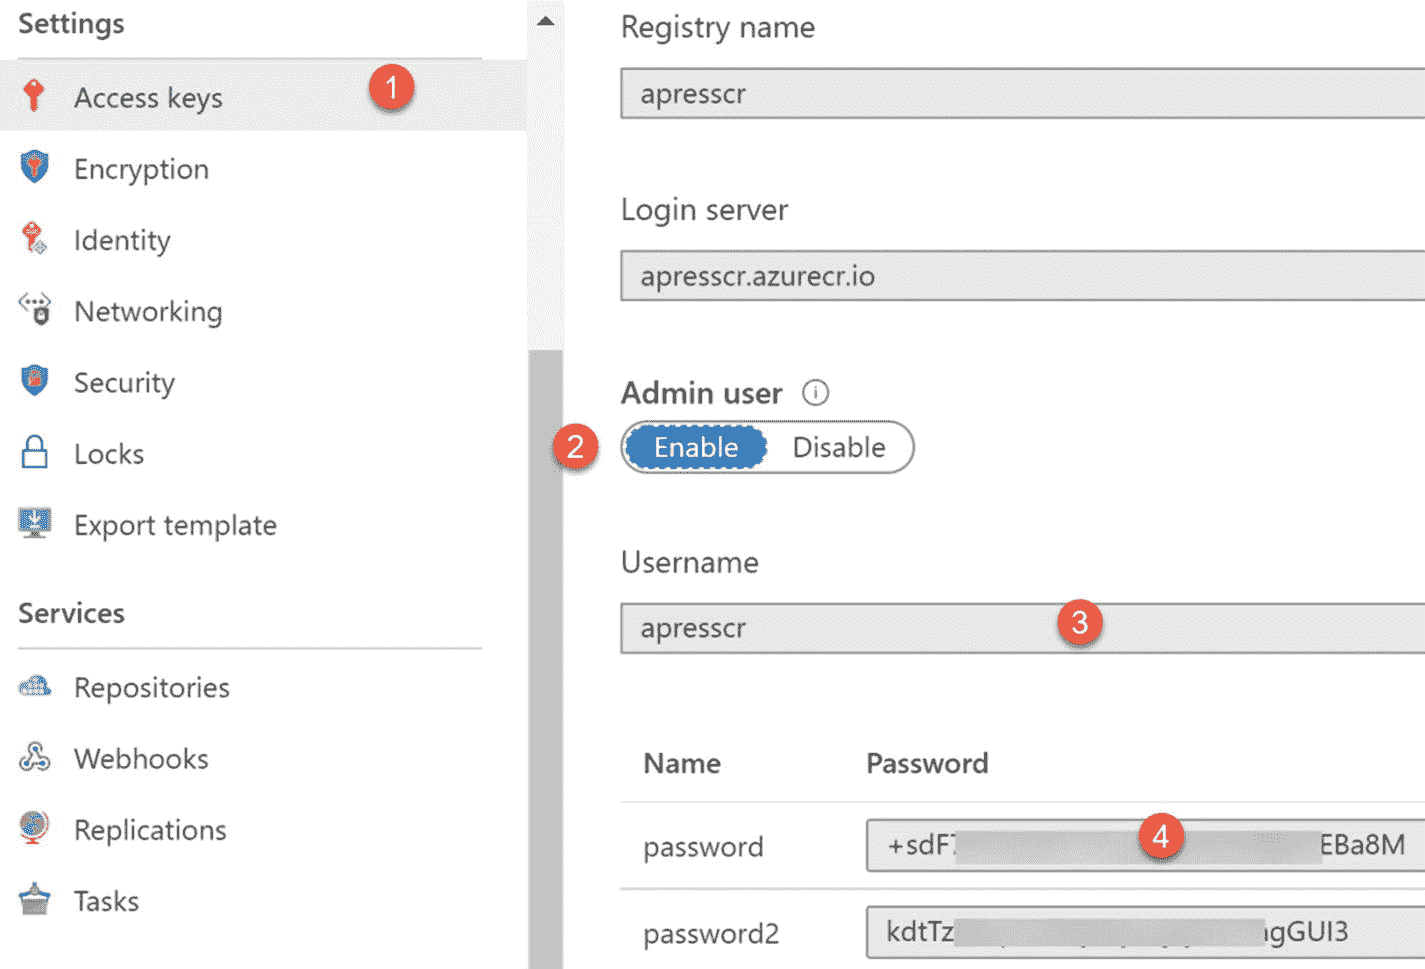 Settings
Access keys
1
Encryption
Identity
Networking
Security
Locks
Export template
Services
Repositories
Webhooks
Replications
Tasks
Registry name
apresscr
Login server
apresscr.azurecr.io
Admin user
2
Enable Disable
Username
apresscr
3
Name Password
password +sdF 4 EBa8M
password2 kdtTz gGUI3